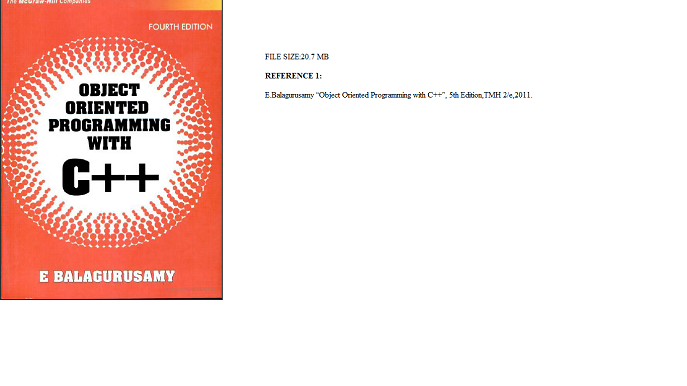 The McGraw-Hill Companies
FOURTH EDITION
OBJECT
ORIENTED
PROGRAMMING
WITH
C++
E BALAGURUSAMY
FILE SIZE:20.7 MB
REFERENCE 1:
E.Balagurusamy “Object Oriented Programming with C++”, 5th Edition,TMH 2/e,2011.